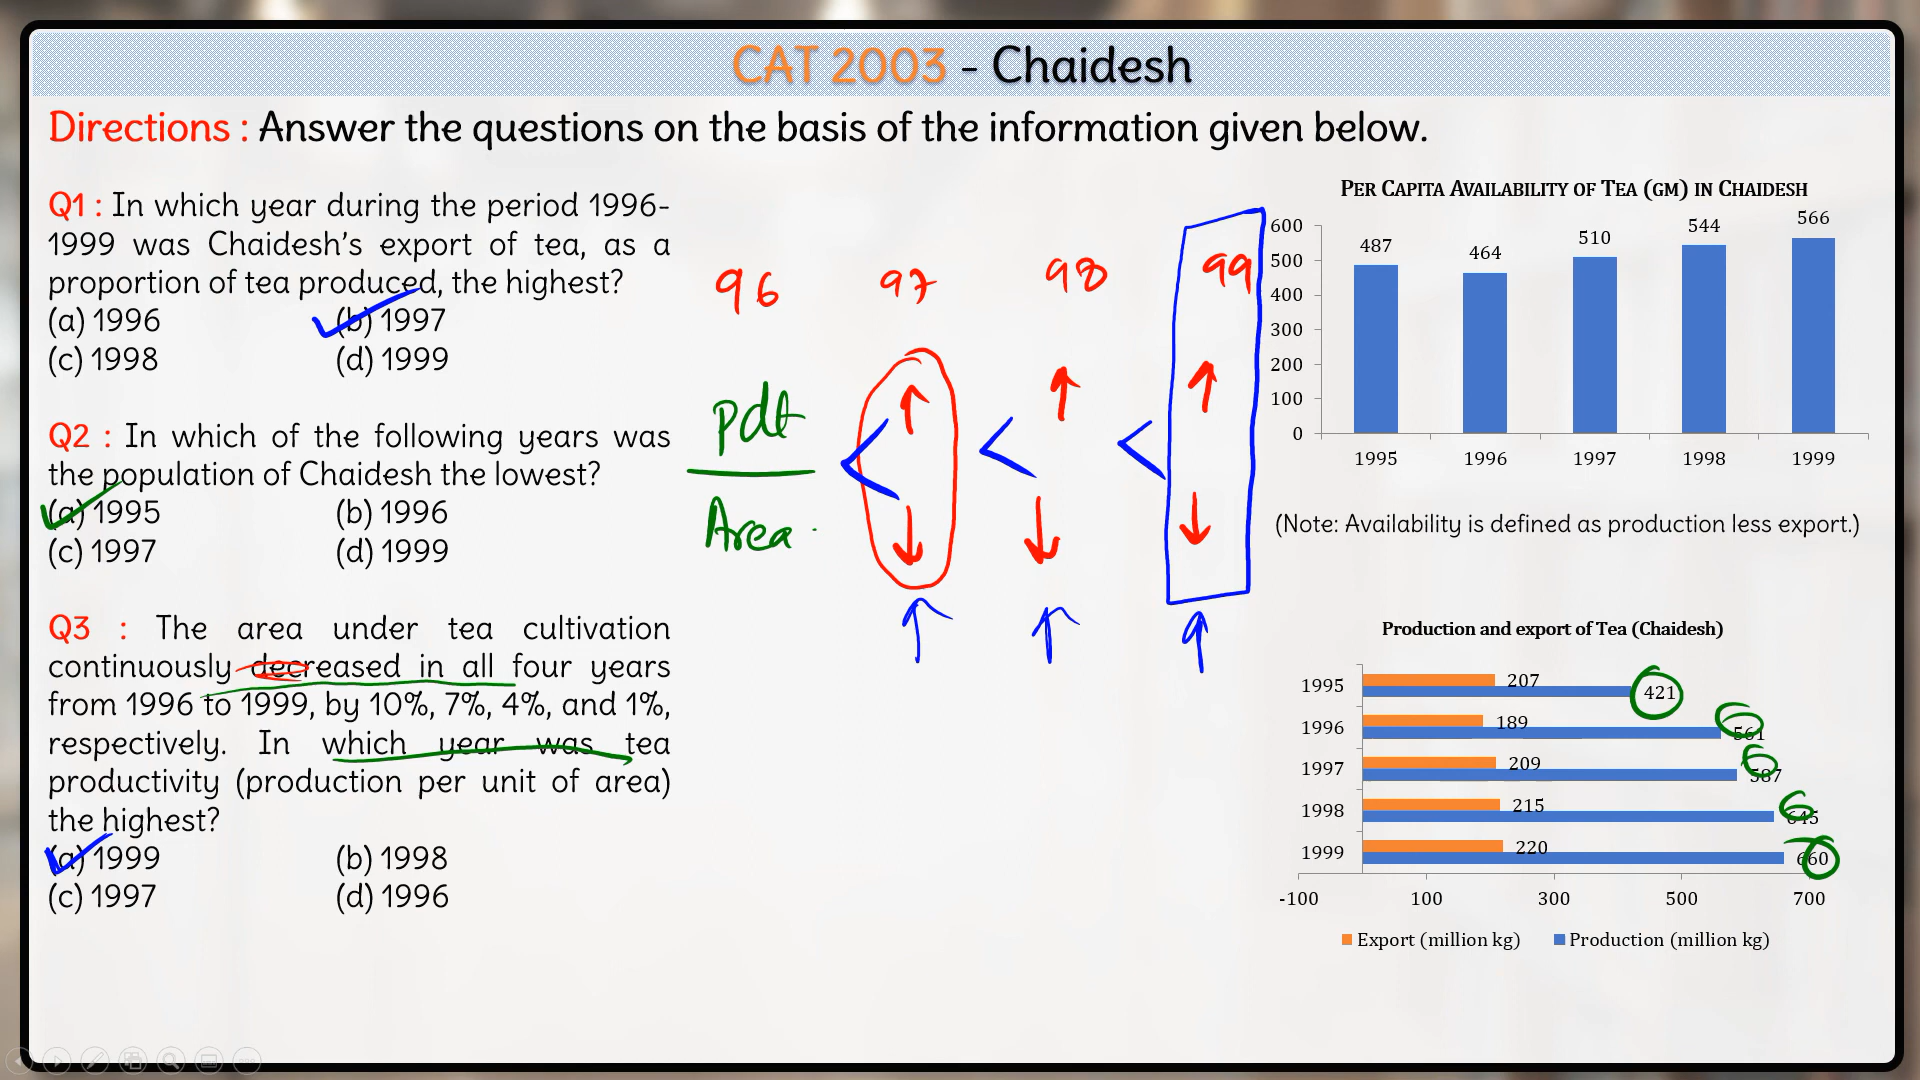 CAT 2003 - Chaidesh
Directions : Answer the questions on the basis of the information given below.
Q1 : In which year during the period 1996-
1999 was Chaidesh's export of tea, as a
proportion of tea produced, the highest?
(a) 1996 (b) 1997
(c) 1998 (d) 1999
Q2 : In which of the following years was
the population of Chaidesh the lowest?
(a) 1995 (b) 1996
(c) 1997 (d) 1999
Q3 : The area under tea cultivation
continuously decreased in all four years
from 1996 to 1999, by 10%, 7%, 4%, and 1%,
respectively. In which year was tea
productivity (production per unit of area)
the highest?
(a) 1999 (b) 1998
(c) 1997 (d) 1996
96 97 98 99
Pdt
Area
< < <
PER CAPITA AVAILABILITY OF TEA (GM) IN CHAIDESH
600
500
400
300
200
100
0
487 464 510 544 566
1995 1996 1997 1998 1999
(Note: Availability is defined as production less export.)
Production and export of Tea (Chaidesh)
1995 207 421
1996 189 561
1997 209 587
1998 215 645
1999 220 660
-100 100 300 500 700
Export (million kg) Production (million kg)